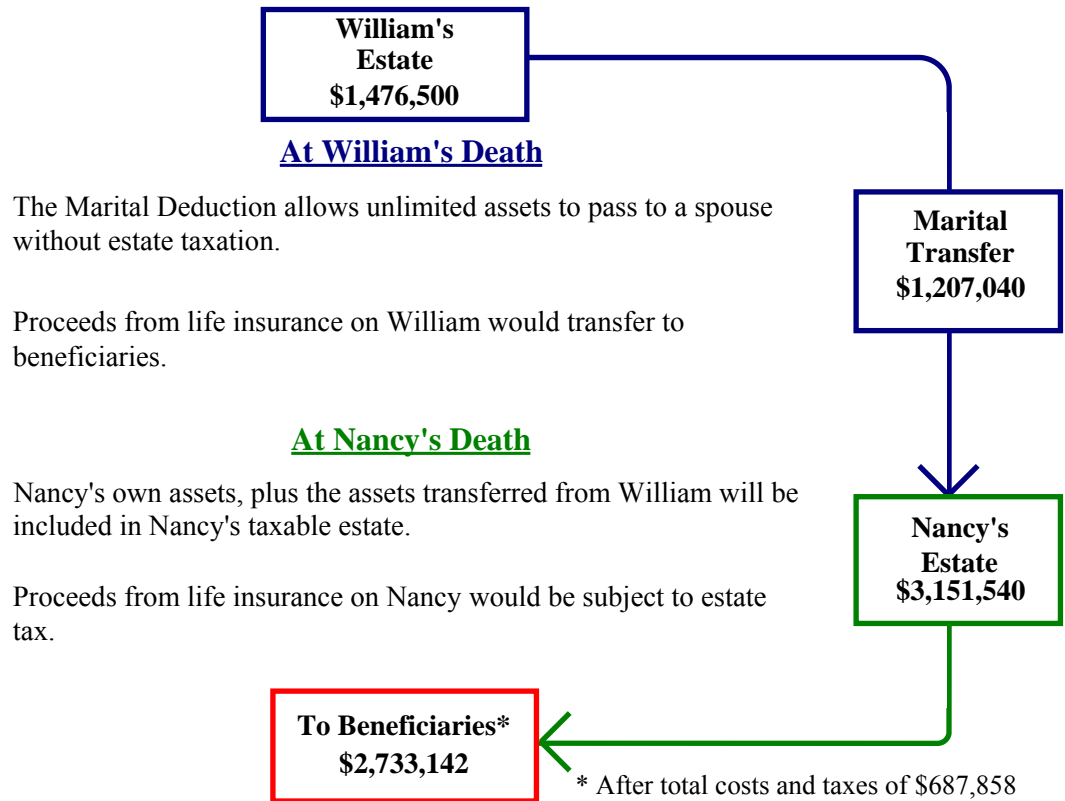 William's
Estate
$1,476,500
At William's Death
The Marital Deduction allows unlimited assets to pass to a spouse
without estate taxation.
Marital
Transfer
$1,207,040
Proceeds from life insurance on William would transfer to
beneficiaries.
At Nancy's Death
Nancy's own assets, plus the assets transferred from William will be
included in Nancy's taxable estate.
Nancy's
Estate
$3,151,540
Proceeds from life insurance on Nancy would be subject to estate
tax.
To Beneficiaries*
$2,733,142
* After total costs and taxes of $687,858